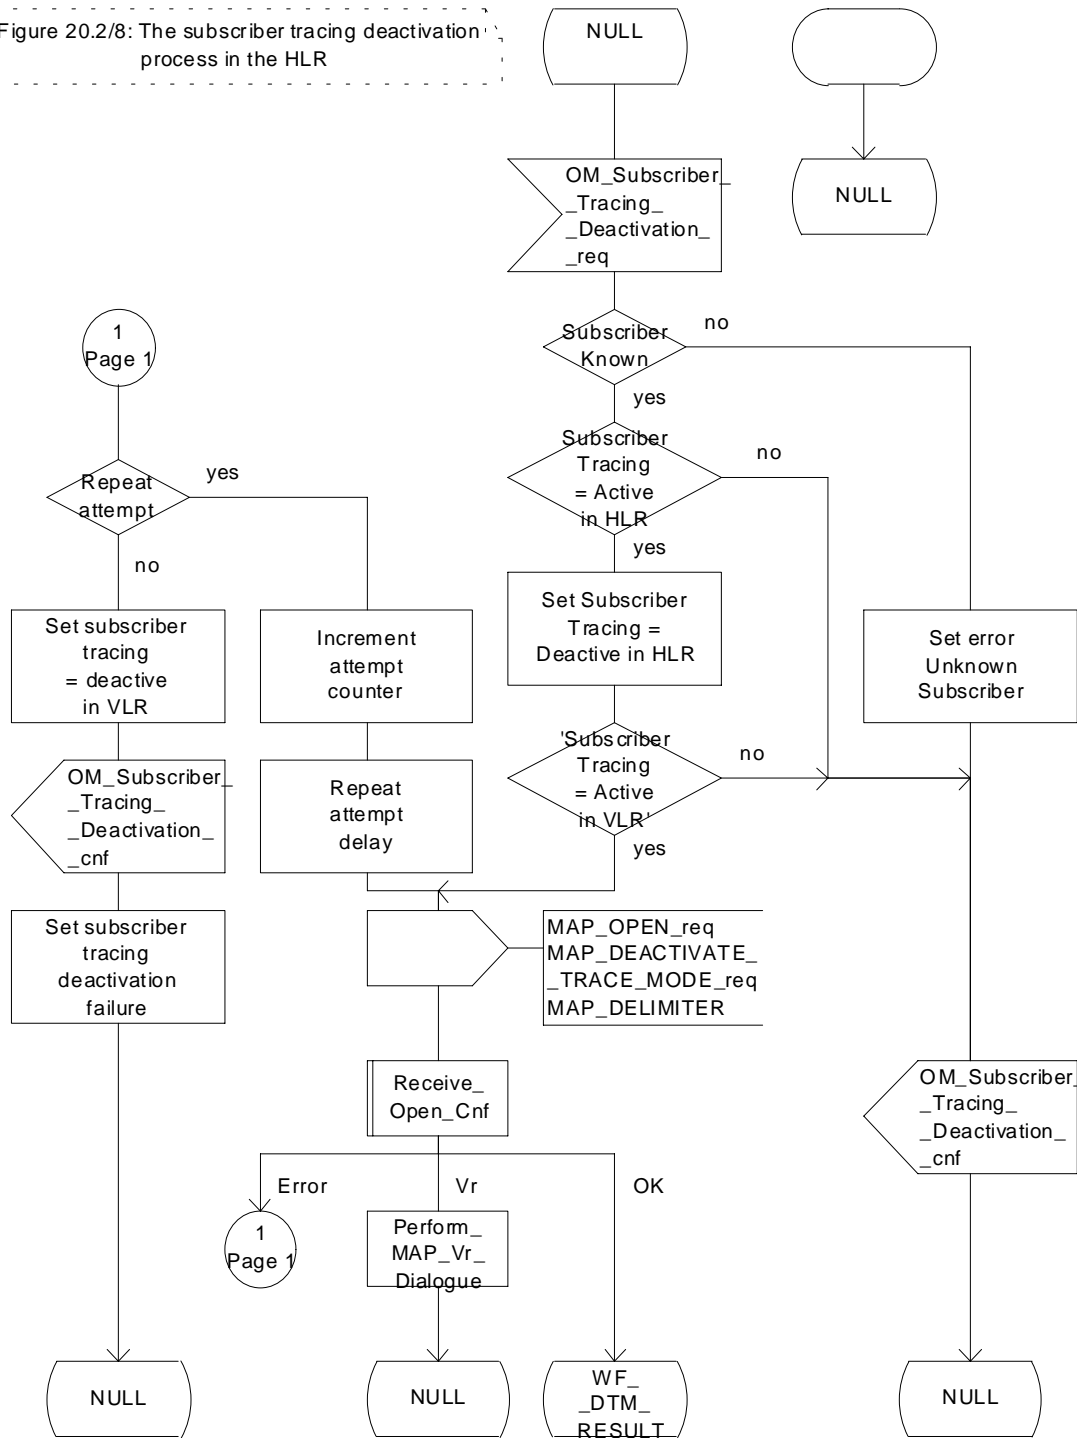 Figure 20.2/8: The subscriber tracing deactivation
process in the HLR
NULL
OM_Subscriber_
_Tracing_
_Deactivation_
_req
NULL
Subscriber
Known
no
yes
Subscriber
Tracing
= Active
in HLR
no
yes
Set Subscriber
Tracing =
Deactive in HLR
'Subscriber
Tracing
= Active
in VLR'
no
yes
Set error
Unknown
Subscriber
1
Page 1
Repeat
attempt
yes
no
Set subscriber
tracing
= deactive
in VLR
Increment
attempt
counter
OM_Subscriber_
_Tracing_
_Deactivation_
_cnf
Repeat
attempt
delay
Set subscriber
tracing
deactivation
failure
MAP_OPEN_req
MAP_DEACTIVATE_
_TRACE_MODE_req
MAP_DELIMITER
Receive_
Open_Cnf
OM_Subscriber_
_Tracing_
_Deactivation_
_cnf
Error
Vr
OK
1
Page 1
Perform_
MAP_Vr_
Dialogue
NULL
NULL
WF_
_DTM_
RESULT
NULL